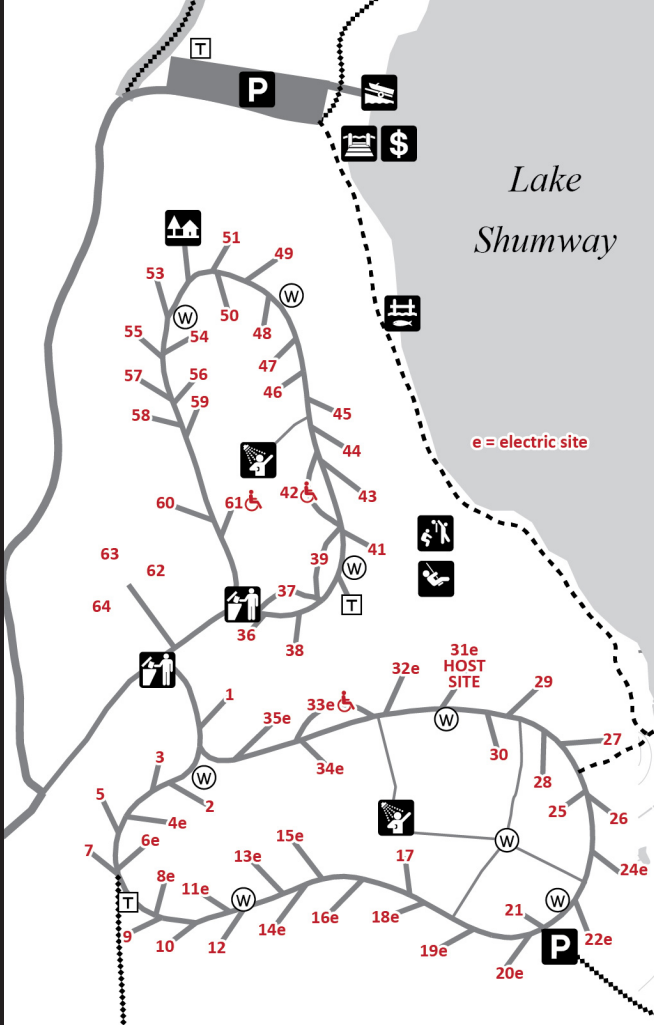 T
P
$
Lake
Shumway
51
49
53
W
W
50
54
48
55
47
57
56
46
59
58
45
44
e = electric site
42
43
60
61
41
63
39
W
62
37
T
64
36
38
31e
HOST
SITE
32e
29
1
33e
35e
W
30
27
34e
28
3
W
2
5
25
26
4e
15e
6e
W
7
13e
17
24e
8e
11e
W
W
T
21
16e
18e
14e
9
10
12
19e
P
22e
20e